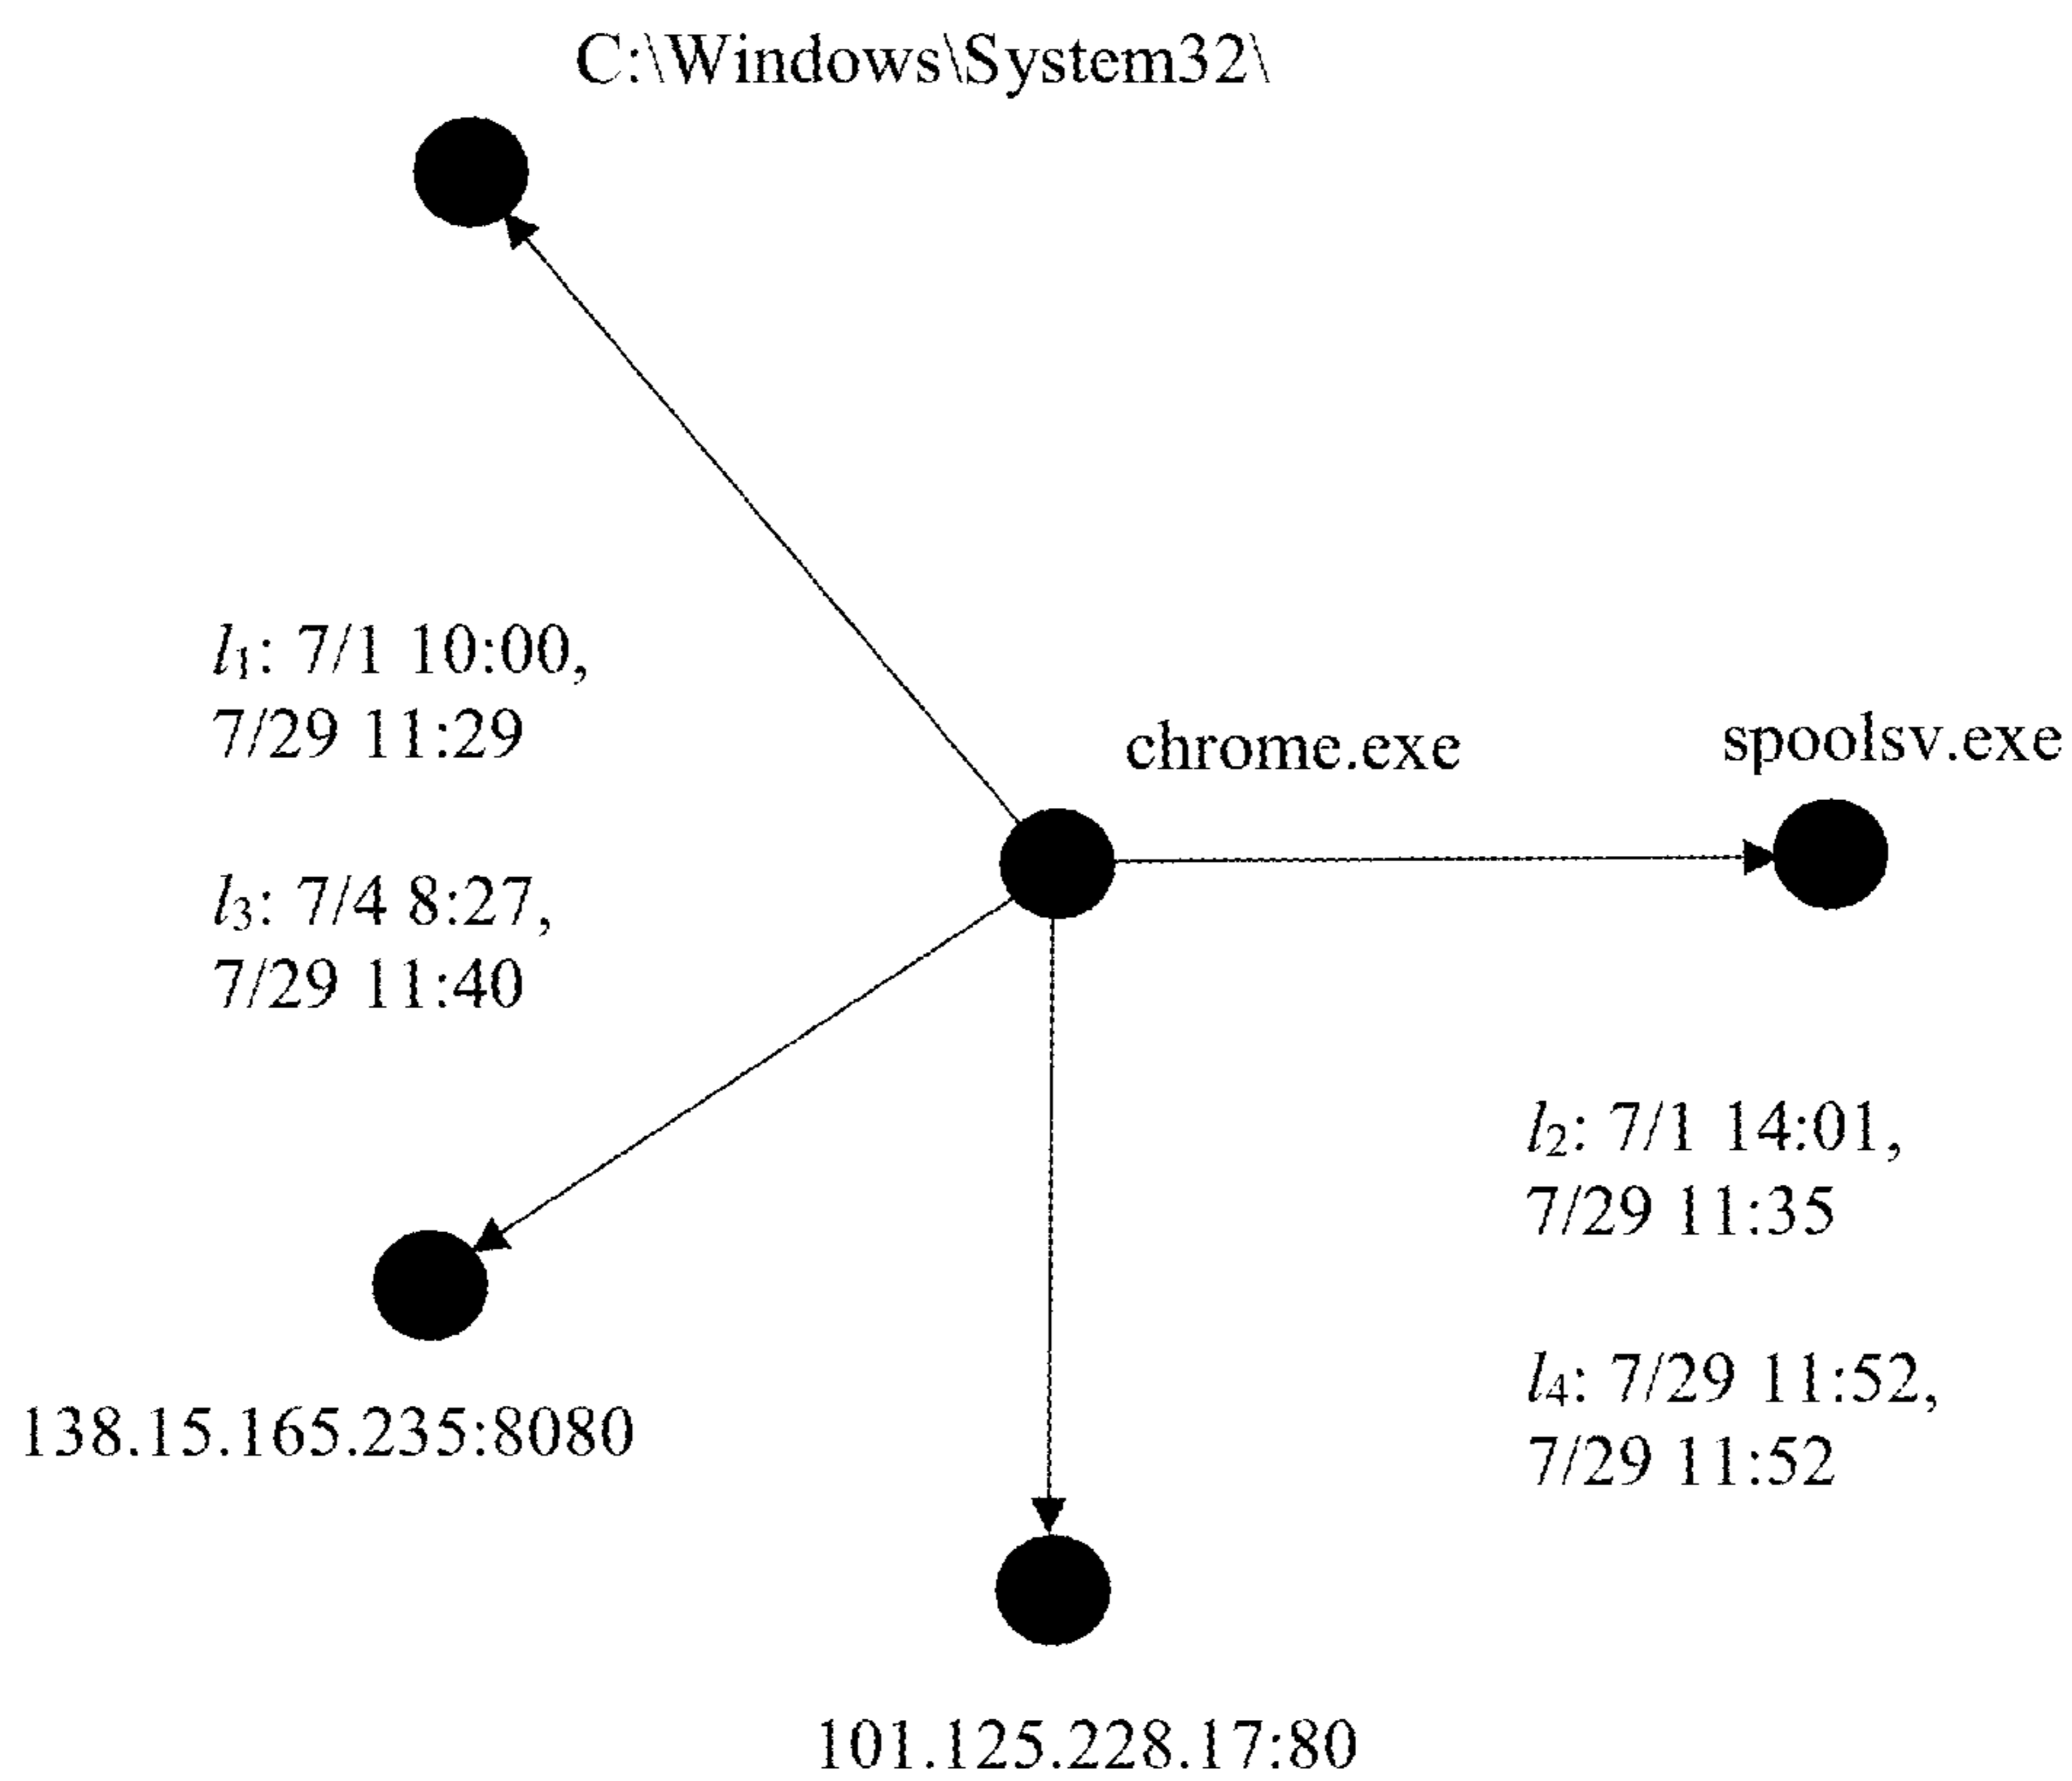 C:\Windows\System32\
l1: 7/1 10:00,
7/29 11:29
chrome.exe
spoolsv.exe
l3: 7/4 8:27,
7/29 11:40
l2: 7/1 14:01,
7/29 11:35
l4: 7/29 11:52,
7/29 11:52
138.15.165.235:8080
101.125.228.17:80